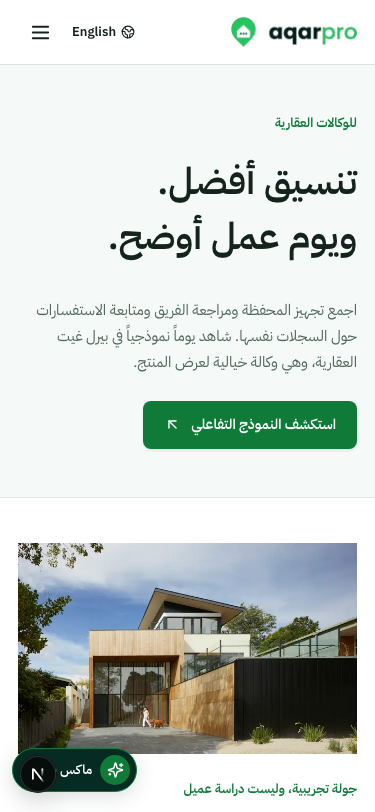 aqarpro
English
للوكالات العقارية
تنسيق أفضل.
ويوم عمل أوضح.
اجمع تجهيز المحفظة ومراجعة الفريق ومتابعة الاستفسارات
حول السجلات نفسها. شاهد يوماً نموذجياً في بيرل غيت
العقارية، وهي وكالة خيالية لعرض المنتج.
استكشف النموذج التفاعلي
ماكس
N
جولة تجريبية، وليست دراسة عميل